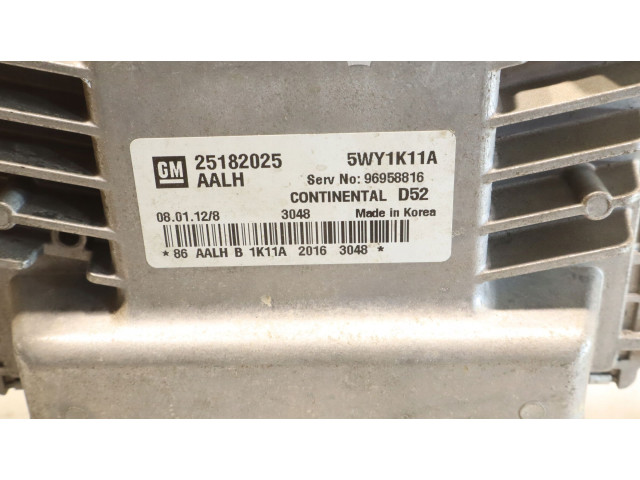 GM 25182025 5WY1K11A
AALH Serv No: 96958816
CONTINENTAL D52
08.01.12/8 3048 Made in Korea
* 86 AALH B 1K11A 2016 3048 *